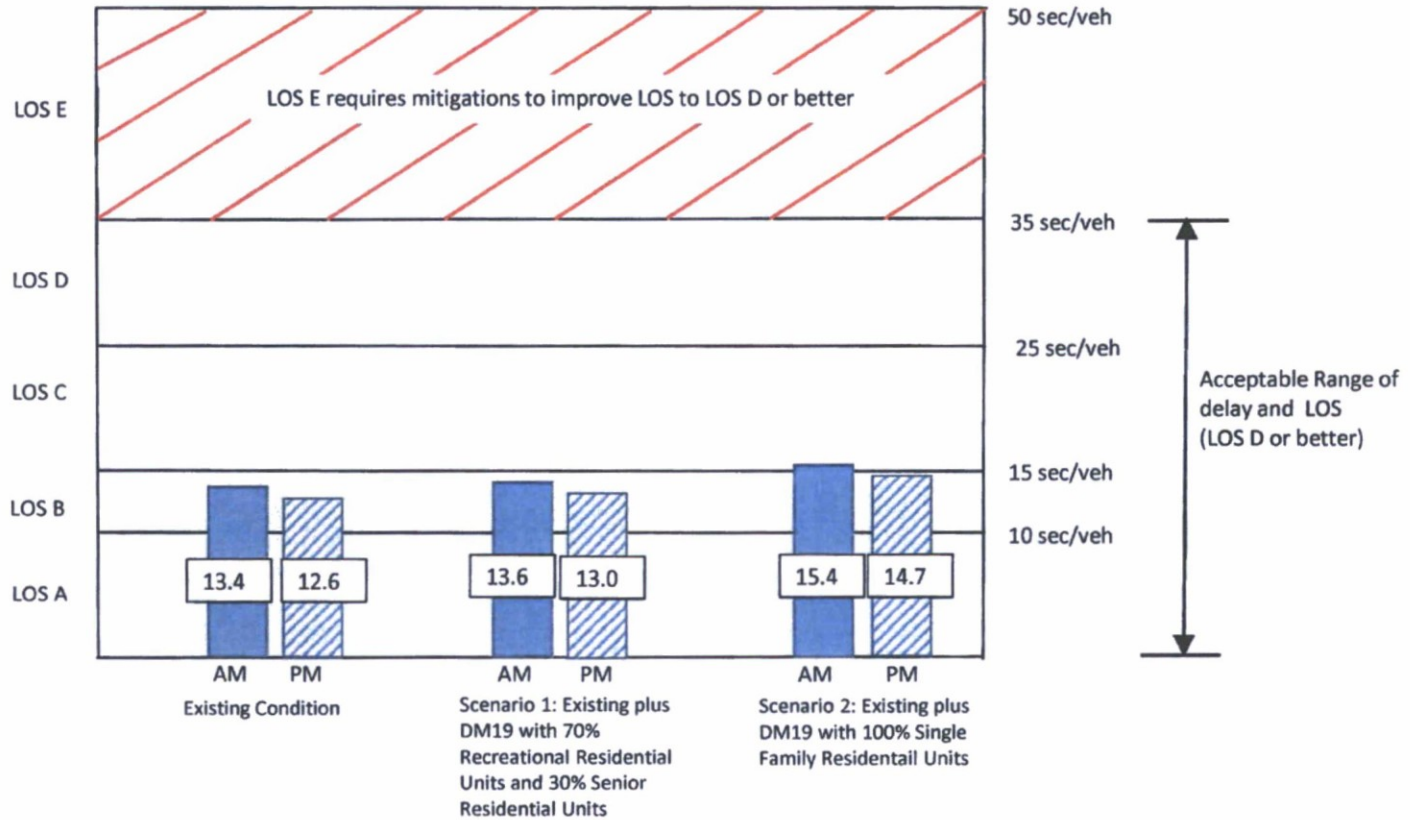 50 sec/veh
LOS E
LOS E requires mitigations to improve LOS to LOS D or better
35 sec/veh
LOS D
25 sec/veh
LOS C
Acceptable Range of
delay and LOS
(LOS D or better)
15 sec/veh
LOS B
10 sec/veh
LOS A
13.4
12.6
13.6
13.0
15.4
14.7
AM
PM
AM
PM
AM
PM
Existing Condition
Scenario 1: Existing plus
DM19 with 70%
Recreational Residential
Units and 30% Senior
Residential Units
Scenario 2: Existing plus
DM19 with 100% Single
Family Residentail Units